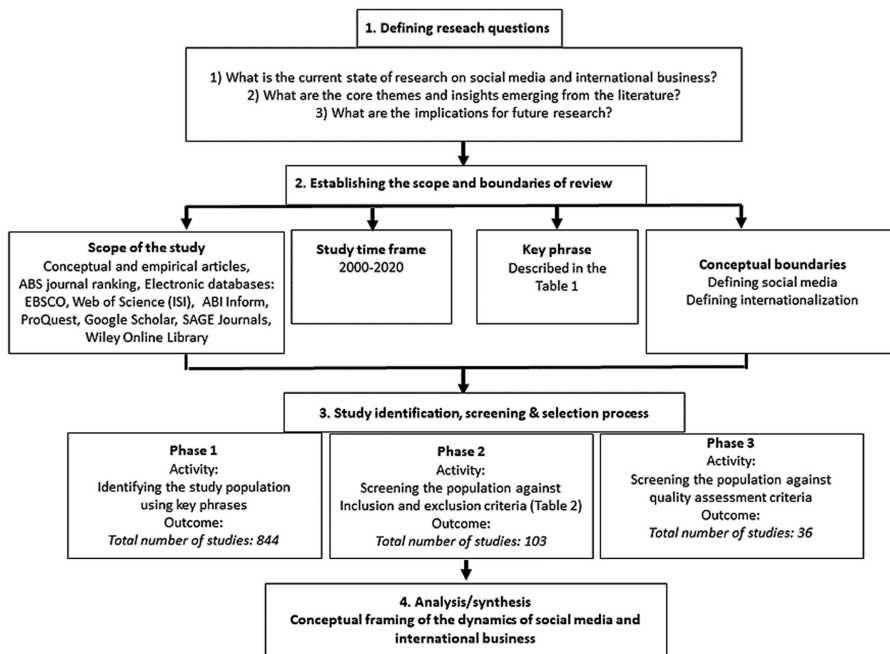 1. Defining reseach questions
1) What is the current state of research on social media and international business?
2) What are the core themes and insights emerging from the literature?
3) What are the implications for future research?
2. Establishing the scope and boundaries of review
Scope of the study
Conceptual and empirical articles,
ABS journal ranking, Electronic databases:
EBSCO, Web of Science (ISI), ABI Inform,
ProQuest, Google Scholar, SAGE Journals,
Wiley Online Library
Study time frame
2000-2020
Key phrase
Described in the
Table 1
Conceptual boundaries
Defining social media
Defining internationalization
3. Study identification, screening & selection process
Phase 1
Activity:
Identifying the study population
using key phrases
Outcome:
Total number of studies: 844
Phase 2
Activity:
Screening the population against
Inclusion and exclusion criteria (Table 2)
Outcome:
Total number of studies: 103
Phase 3
Activity:
Screening the population against
quality assessment criteria
Outcome:
Total number of studies: 36
4. Analysis/synthesis
Conceptual framing of the dynamics of social media and
international business